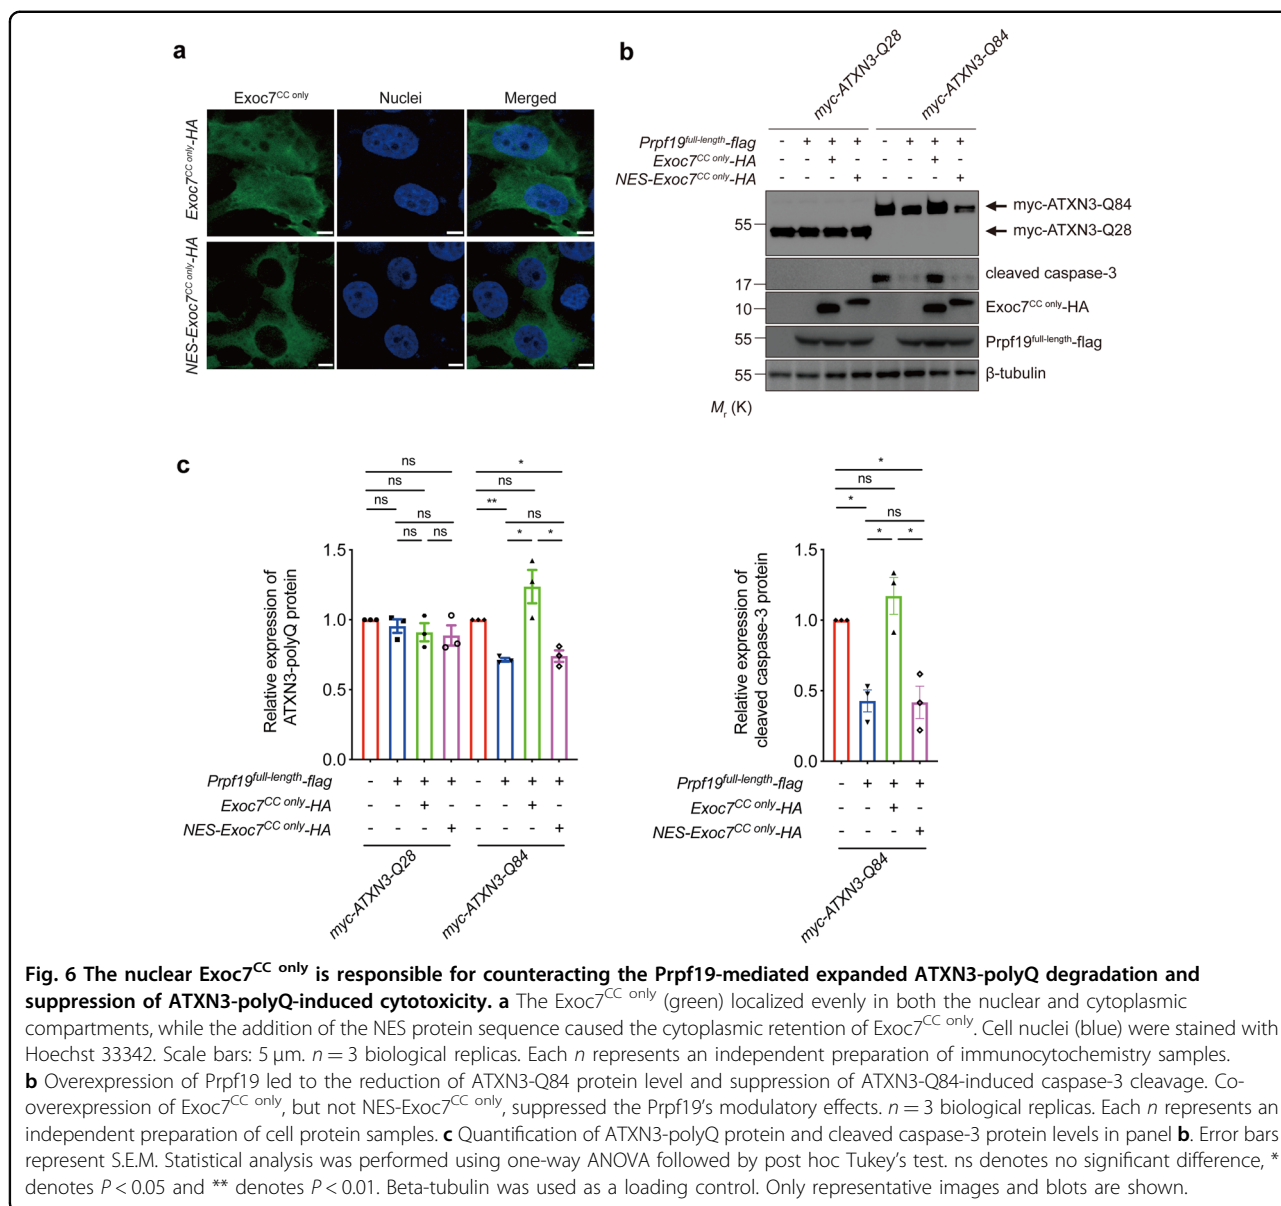 a
Exoc7CC only Nuclei Merged
Exoc7CC only-HA
NES-Exoc7CC only-HA
b
myc-ATXN3-Q28
myc-ATXN3-Q84
Prpf19full-length-flag - + + + - + + +
Exoc7CC only-HA - - + - - - + -
NES-Exoc7CC only-HA - - - + - - - +
55
myc-ATXN3-Q84
myc-ATXN3-Q28
17
cleaved caspase-3
10
Exoc7CC only-HA
55
Prpf19full-length-flag
55
β-tubulin
Mr (K)
c
ns *
ns ns
ns **
ns ns
ns ns * *
Relative expression of
ATXN3-polyQ protein
1.5
1.0
0.5
0.0
Prpf19full-length-flag - + + + - + + +
Exoc7CC only-HA - - + - - - + -
NES-Exoc7CC only-HA - - - + - - - +
myc-ATXN3-Q28
myc-ATXN3-Q84
*
ns
*
ns
* *
Relative expression of
cleaved caspase-3 protein
1.5
1.0
0.5
0.0
Prpf19full-length-flag - + + +
Exoc7CC only-HA - - + -
NES-Exoc7CC only-HA - - - +
myc-ATXN3-Q84
Fig. 6 The nuclear Exoc7CC only is responsible for counteracting the Prpf19-mediated expanded ATXN3-polyQ degradation and
suppression of ATXN3-polyQ-induced cytotoxicity. a The Exoc7CC only (green) localized evenly in both the nuclear and cytoplasmic
compartments, while the addition of the NES protein sequence caused the cytoplasmic retention of Exoc7CC only. Cell nuclei (blue) were stained with
Hoechst 33342. Scale bars: 5 µm. n = 3 biological replicas. Each n represents an independent preparation of immunocytochemistry samples.
b Overexpression of Prpf19 led to the reduction of ATXN3-Q84 protein level and suppression of ATXN3-Q84-induced caspase-3 cleavage. Co-
overexpression of Exoc7CC only, but not NES-Exoc7CC only, suppressed the Prpf19's modulatory effects. n = 3 biological replicas. Each n represents an
independent preparation of cell protein samples. c Quantification of ATXN3-polyQ protein and cleaved caspase-3 protein levels in panel b. Error bars
represent S.E.M. Statistical analysis was performed using one-way ANOVA followed by post hoc Tukey's test. ns denotes no significant difference, *
denotes P < 0.05 and ** denotes P < 0.01. Beta-tubulin was used as a loading control. Only representative images and blots are shown.